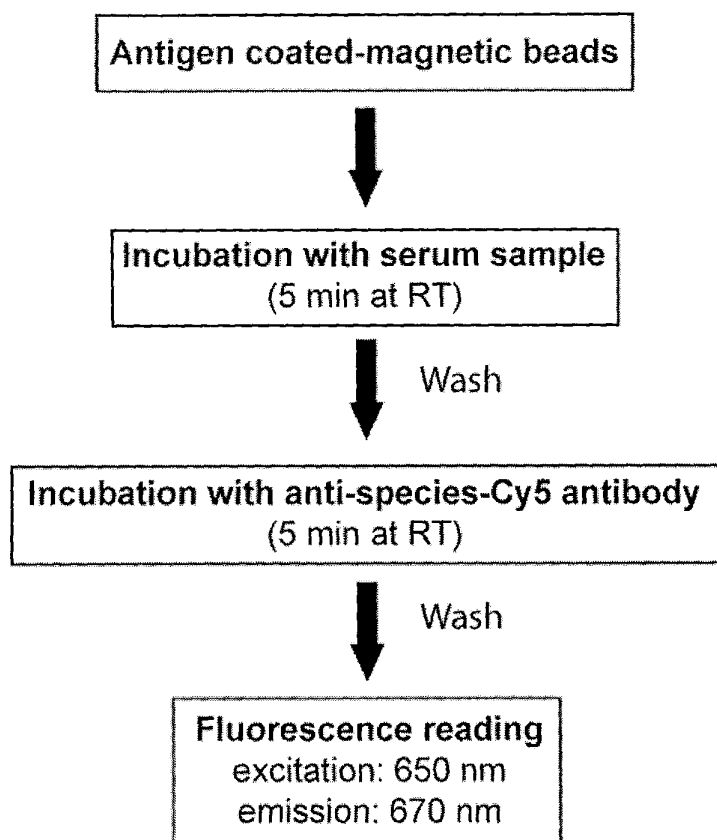 Antigen coated-magnetic beads
Incubation with serum sample
(5 min at RT)
Wash
Incubation with anti-species-Cy5 antibody
(5 min at RT)
Wash
Fluorescence reading
excitation: 650 nm
emission: 670 nm